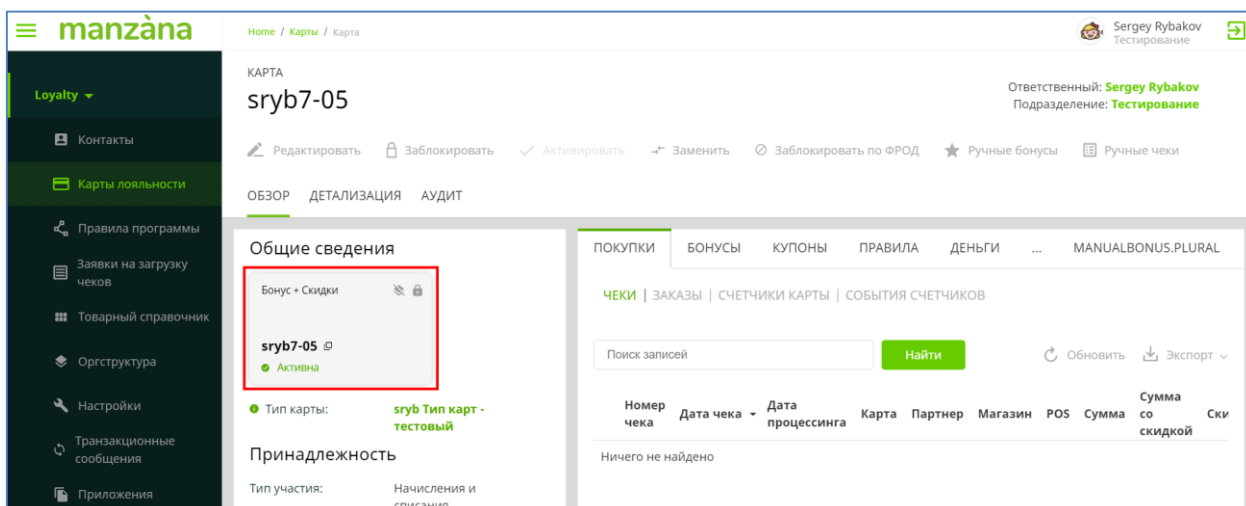 manzàna
Home / Карты / Карта
Sergey Rybakov
Тестирование
Loyalty
Контакты
Карты лояльности
Правила программы
Заявки на загрузку
чеков
Товарный справочник
Оргструктура
Настройки
Транзакционные
сообщения
Приложения
КАРТА
sryb7-05
Ответственный: Sergey Rybakov
Подразделение: Тестирование
Редактировать Заблокировать Активировать Заменить Заблокировать по ФРОД Ручные бонусы Ручные чеки
ОБЗОР ДЕТАЛИЗАЦИЯ АУДИТ
Общие сведения
Бонус + Скидки
sryb7-05
Активна
Тип карты: sryb Тип карт -
тестовый
Принадлежность
Тип участия: Начисления и
списания
ПОКУПКИ БОНУСЫ КУПОНЫ ПРАВИЛА ДЕНЬГИ ... MANUALBONUS.PLURAL
ЧЕКИ | ЗАКАЗЫ | СЧЕТЧИКИ КАРТЫ | СОБЫТИЯ СЧЕТЧИКОВ
Поиск записей Найти Обновить Экспорт
Номер чека Дата чека Дата процессинга Карта Партнер Магазин POS Сумма Сумма со скидкой Ски
Ничего не найдено